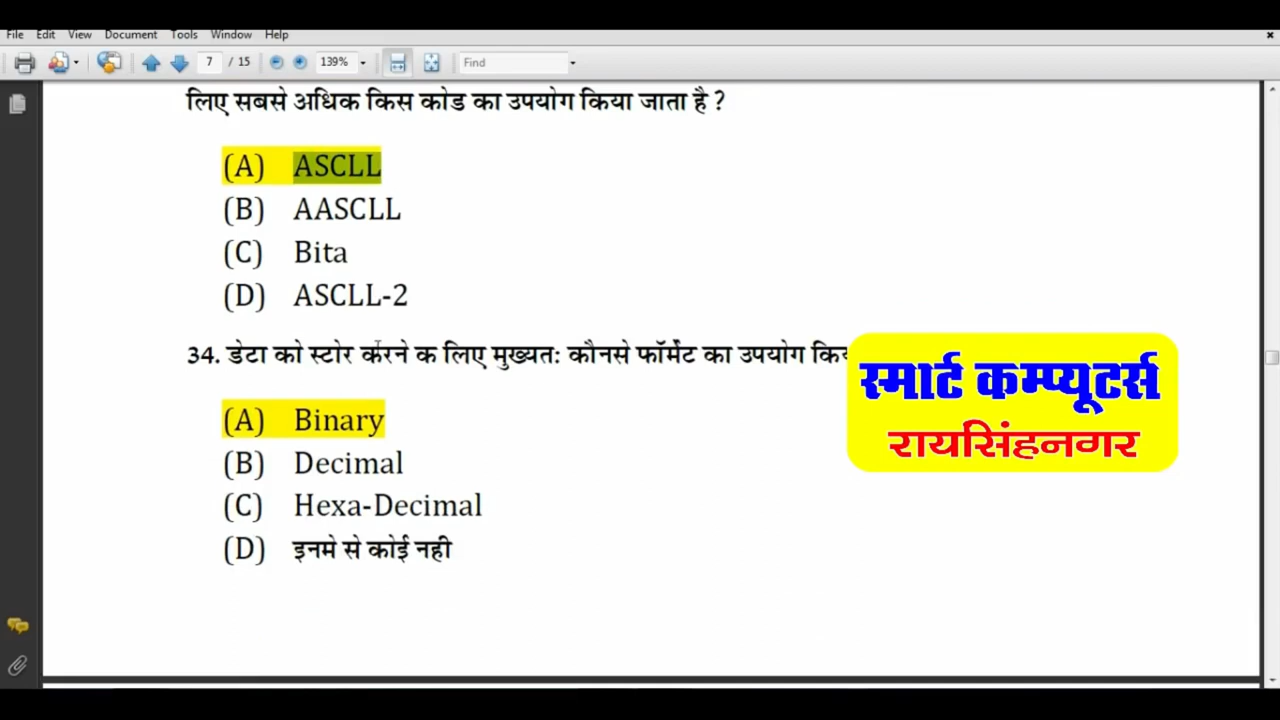 File Edit View Document Tools Window Help
7 / 15 139% Find
लिए सबसे अधिक किस कोड का उपयोग किया जाता है ?
(A) ASCLL
(B) AASCLL
(C) Bita
(D) ASCLL-2
34. डेटा को स्टोर करने क लिए मुख्यत: कौनसे फॉर्मेट का उपयोग
(A) Binary
(B) Decimal
(C) Hexa-Decimal
(D) इनमे से कोई नही
स्मार्ट कम्प्यूटर्स
रायसिंहनगर